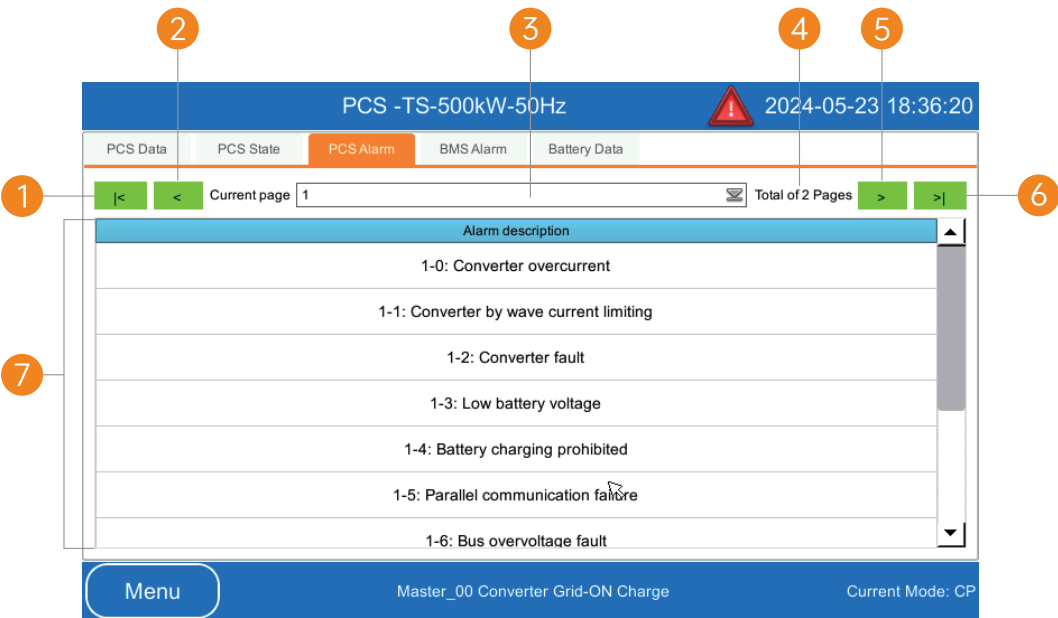 2 3 4 5
PCS -TS-500kW-50Hz 2024-05-23 18:36:20
PCS Data PCS State PCS Alarm BMS Alarm Battery Data
1 |< < Current page 1 Total of 2 Pages > >| 6
Alarm description
1-0: Converter overcurrent
1-1: Converter by wave current limiting
1-2: Converter fault
7
1-3: Low battery voltage
1-4: Battery charging prohibited
1-5: Parallel communication failure
1-6: Bus overvoltage fault
Menu Master_00 Converter Grid-ON Charge Current Mode: CP